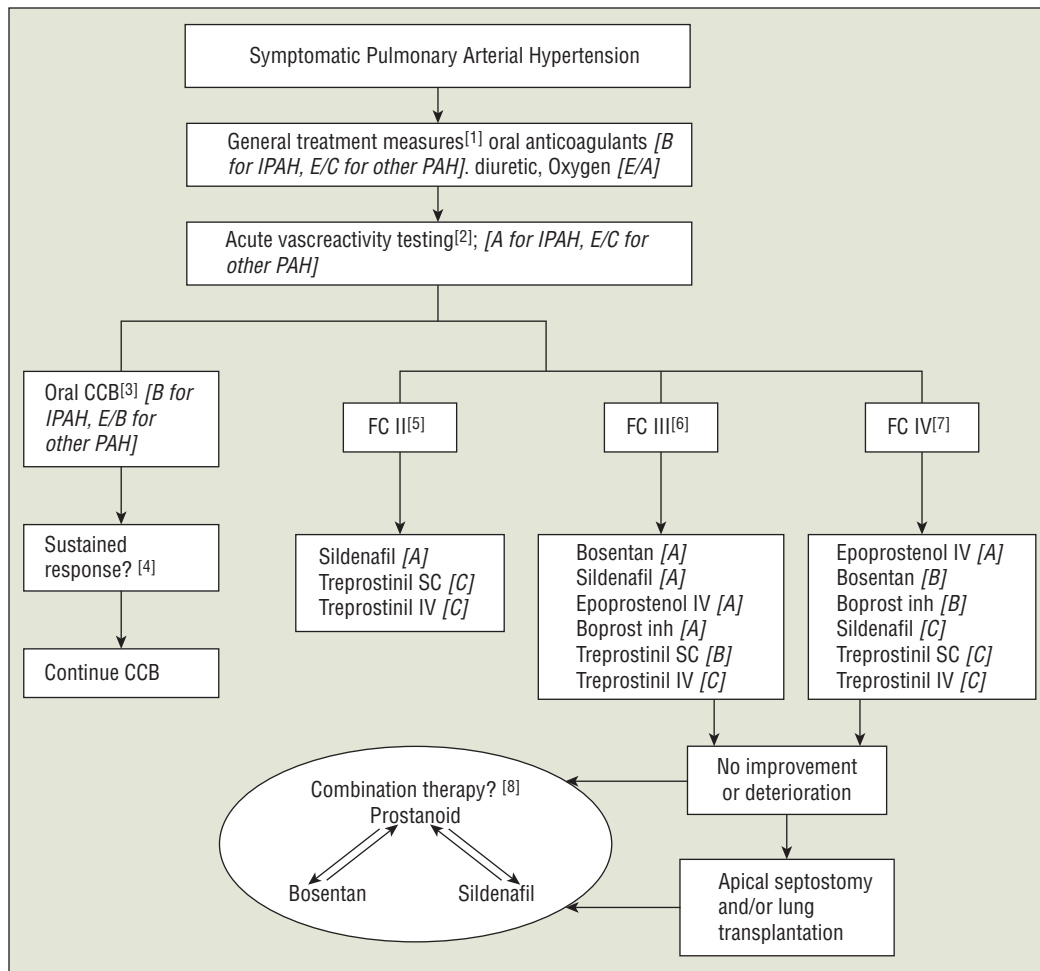 Symptomatic Pulmonary Arterial Hypertension
General treatment measures[1] oral anticoagulants [B
for IPAH, E/C for other PAH]. diuretic, Oxygen [E/A]
Acute vascreactivity testing[2]; [A for IPAH, E/C for
other PAH]
Oral CCB[3] [B for
IPAH, E/B for
other PAH]
Sustained
response? [4]
Continue CCB
FC II[5]
Sildenafil [A]
Treprostinil SC [C]
Treprostinil IV [C]
FC III[6]
Bosentan [A]
Sildenafil [A]
Epoprostenol IV [A]
Boprost inh [A]
Treprostinil SC [B]
Treprostinil IV [C]
FC IV[7]
Epoprostenol IV [A]
Bosentan [B]
Boprost inh [B]
Sildenafil [C]
Treprostinil SC [C]
Treprostinil IV [C]
No improvement
or deterioration
Combination therapy? [8]
Prostanoid
Bosentan
Sildenafil
Apical septostomy
and/or lung
transplantation